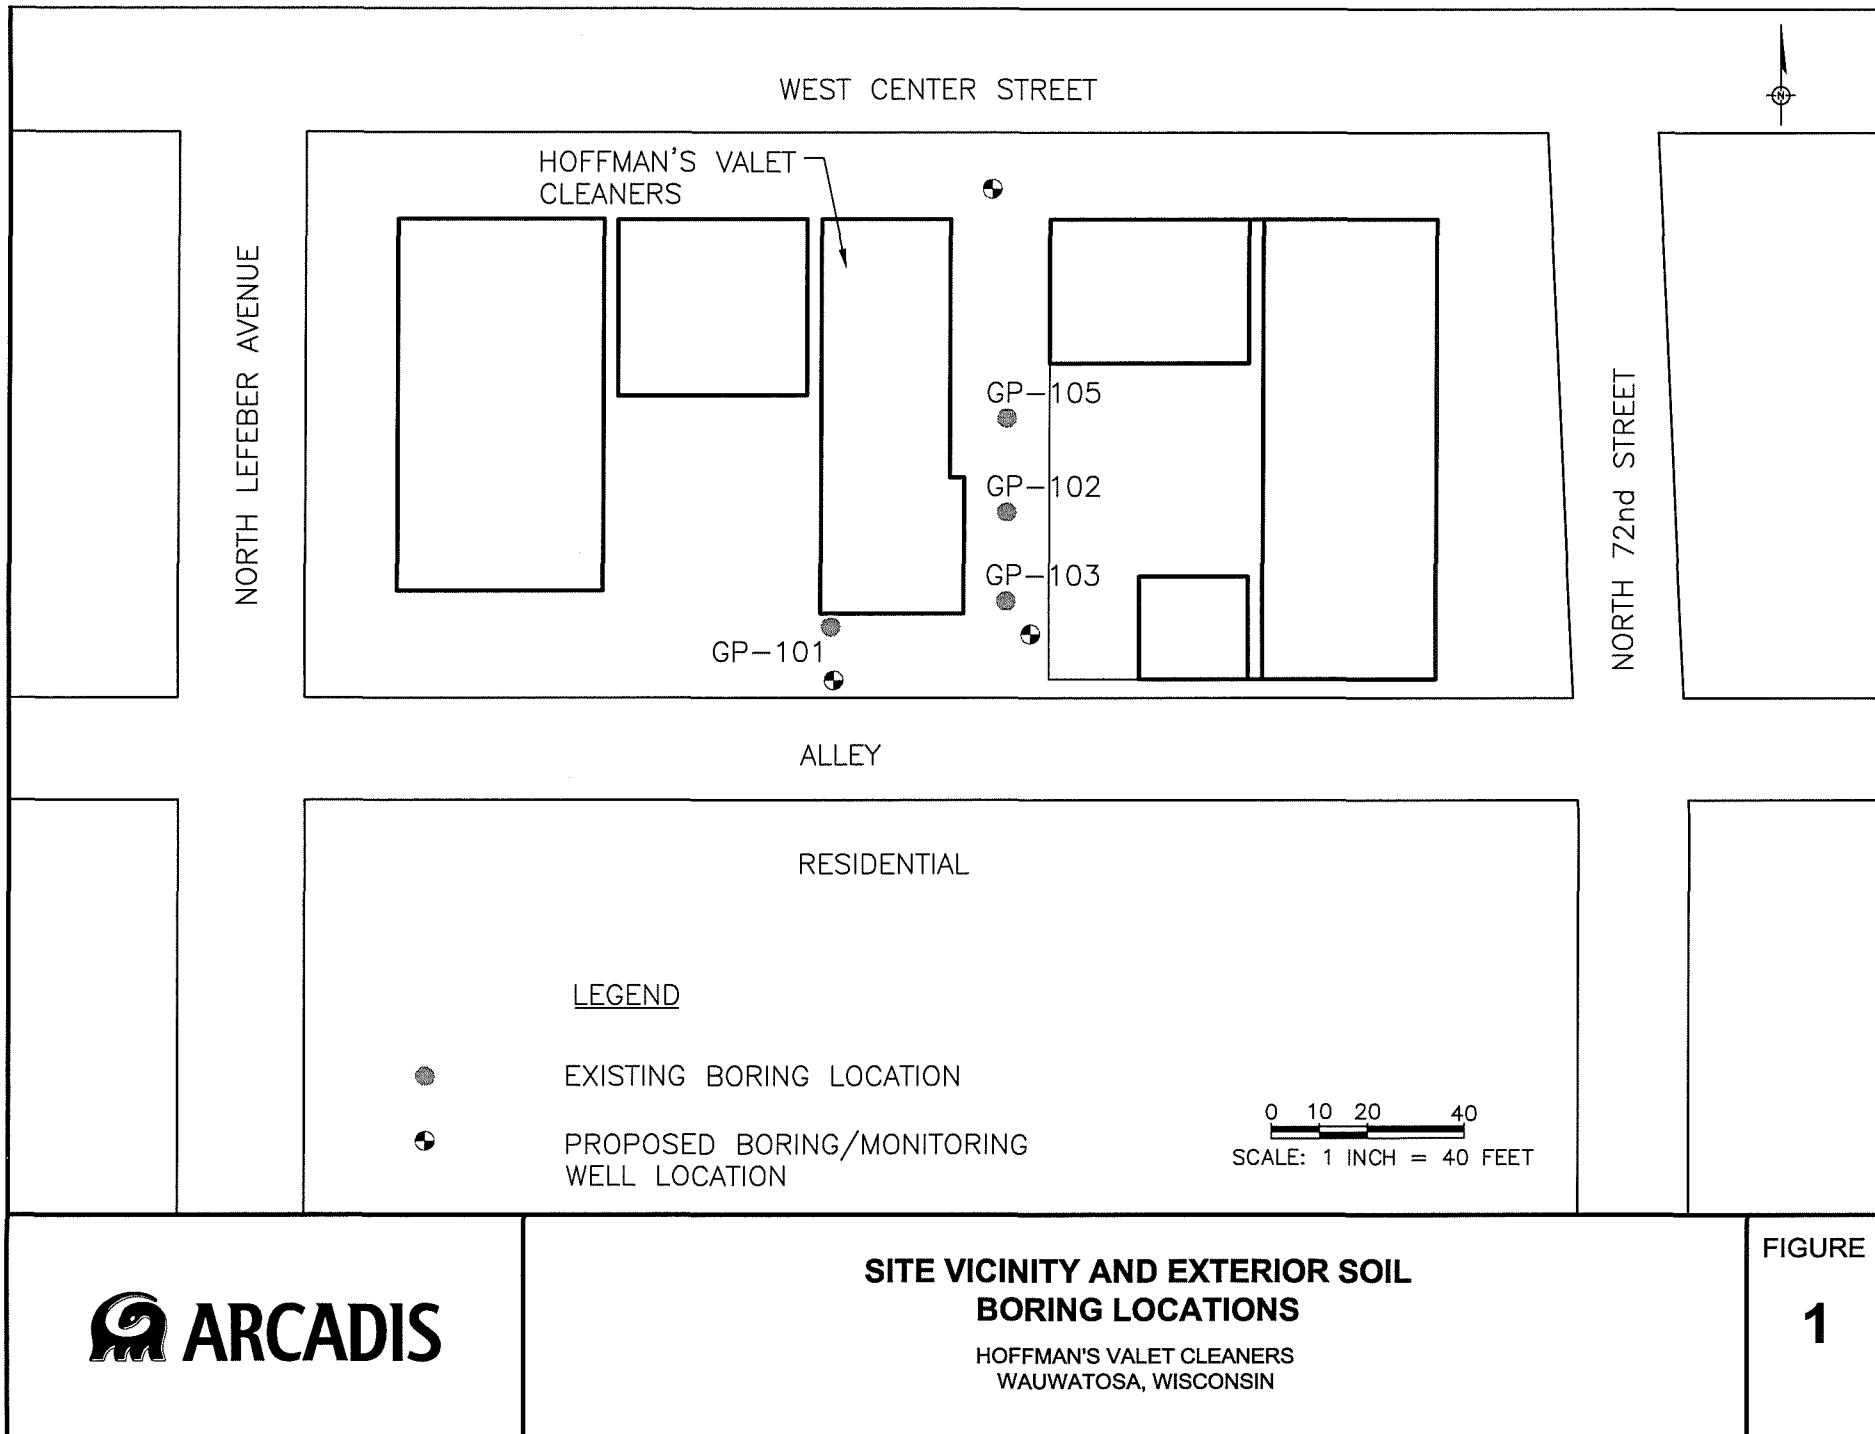 WEST CENTER STREET
N
HOFFMAN'S VALET
CLEANERS
NORTH LEFEBER AVENUE
GP-105
GP-102
GP-103
GP-101
NORTH 72nd STREET
ALLEY
RESIDENTIAL
LEGEND
EXISTING BORING LOCATION
PROPOSED BORING/MONITORING
WELL LOCATION
0 10 20 40
SCALE: 1 INCH = 40 FEET
ARCADIS
SITE VICINITY AND EXTERIOR SOIL
BORING LOCATIONS
HOFFMAN'S VALET CLEANERS
WAUWATOSA, WISCONSIN
FIGURE
1